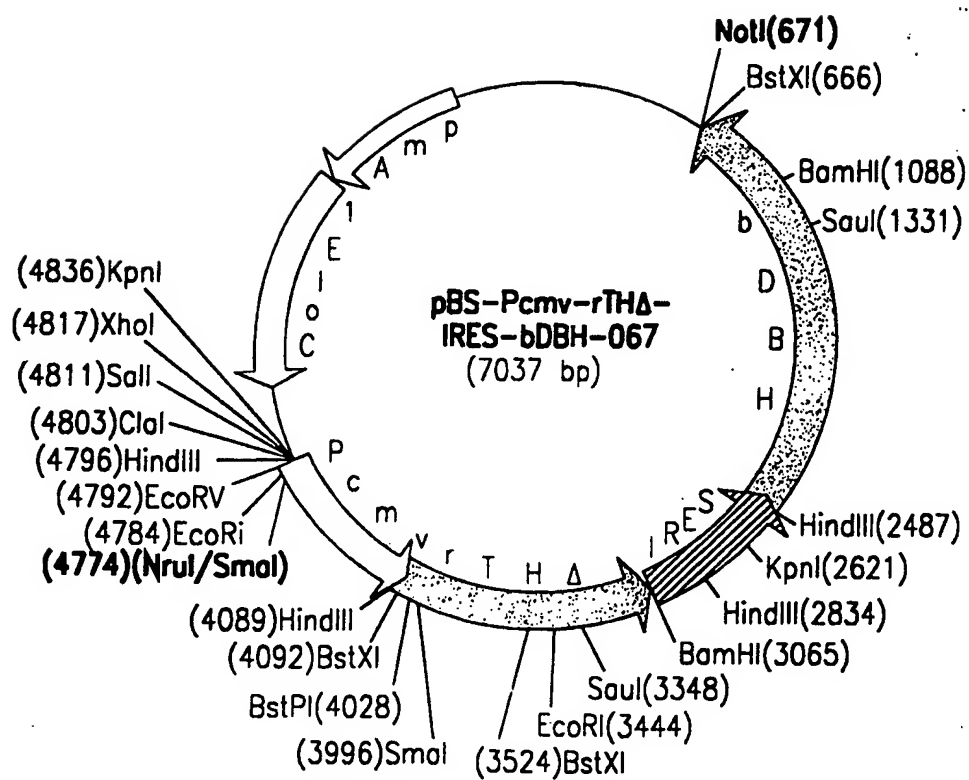 NotI(671)
BstXI(666)
BamHI(1088)
SauI(1331)
b D B H
HindIII(2487)
KpnI(2621)
HindIII(2834)
BamHI(3065)
SauI(3348)
EcoRI(3444)
(3524)BstXI
(3996)SmaI
BstPI(4028)
(4092)BstXI
(4089)HindIII
(4774)(NruI/SmaI)
(4784)EcoRi
(4792)EcoRV
(4796)HindIII
(4803)ClaI
(4811)SalI
(4817)XhoI
(4836)KpnI
pBS-Pcmv-rTHΔ-
IRES-bDBH-067
(7037 bp)
Amp
ColE1
Pcmv
rTHΔ
IRES